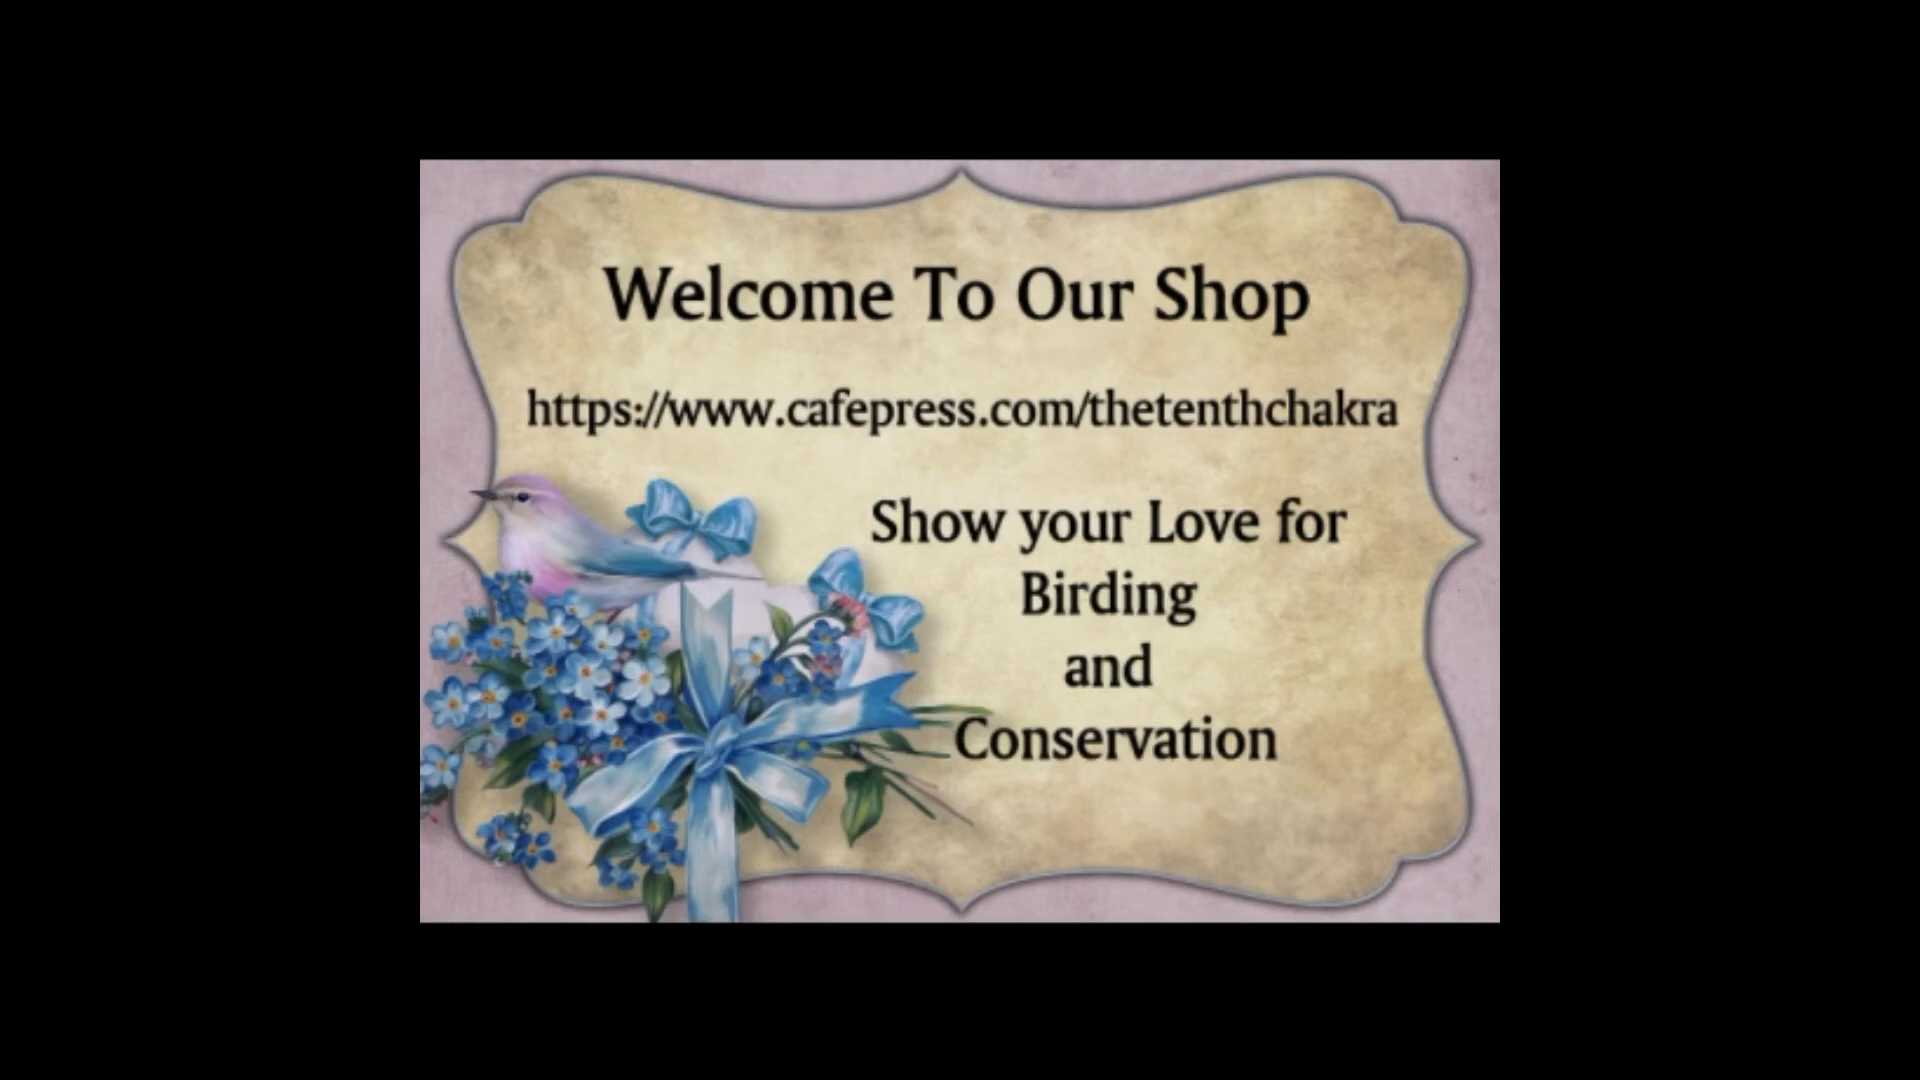 Welcome To Our Shop
https://www.cafepress.com/thetenthchakra
Show your Love for
Birding
and
Conservation